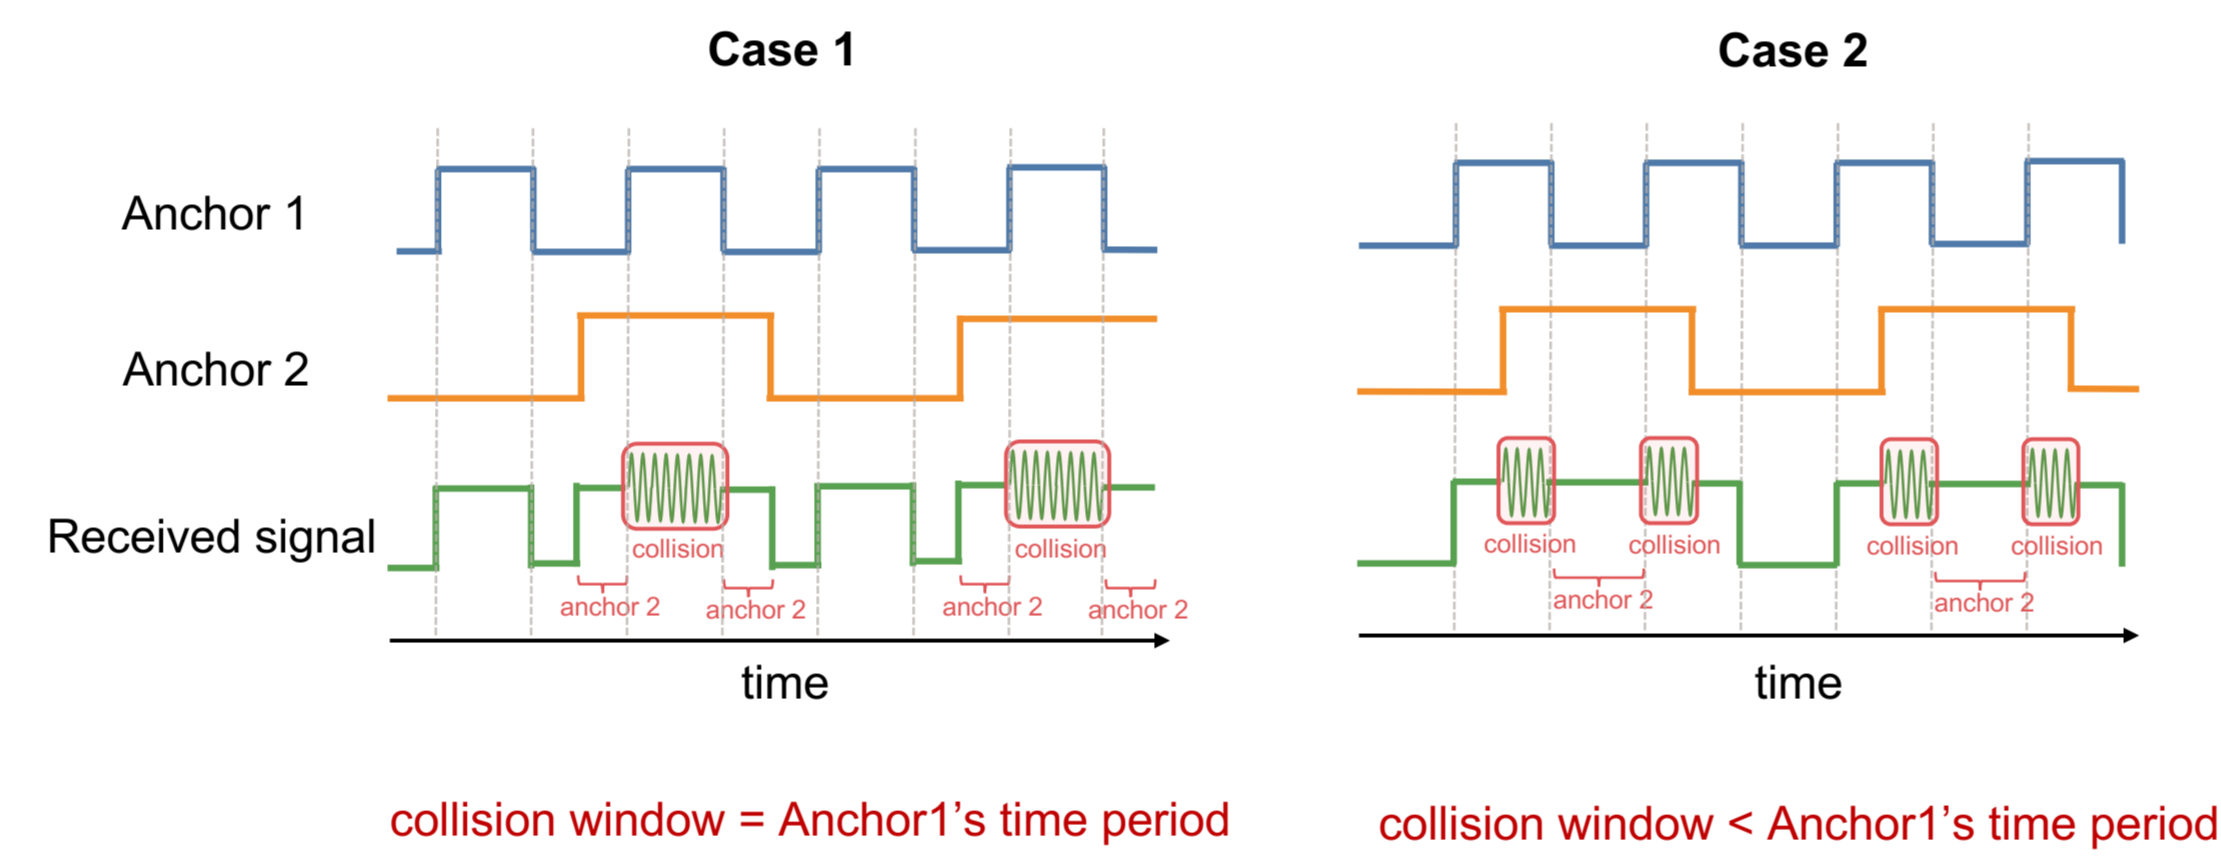 Case 1
Case 2
Anchor 1
Anchor 2
Received signal
collision
collision
anchor 2
anchor 2
anchor 2
anchor 2
time
collision window = Anchor1's time period
collision
collision
collision
collision
anchor 2
anchor 2
time
collision window < Anchor1's time period